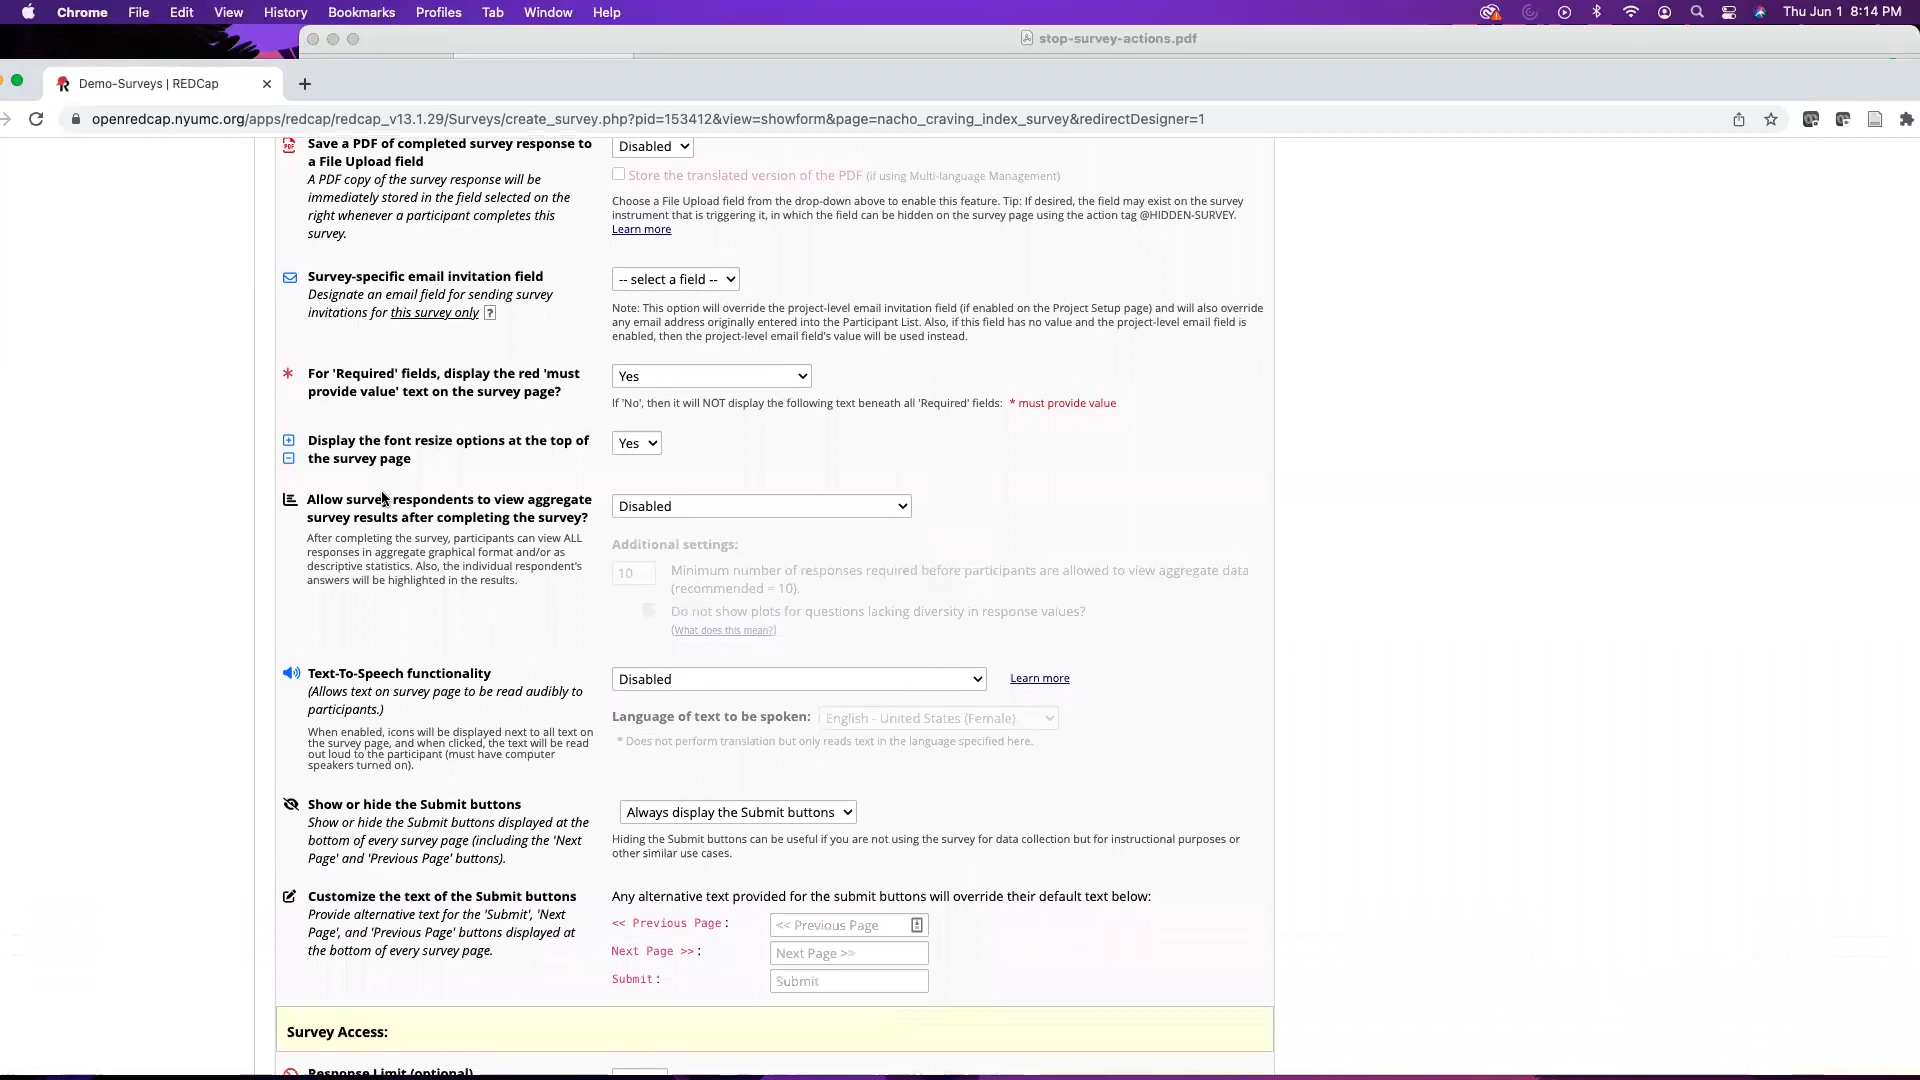 Chrome File Edit View History Bookmarks Profiles Tab Window Help Thu Jun 1 8:14 PM
stop-survey-actions.pdf
Demo-Surveys | REDCap
openredcap.nyumc.org/apps/redcap/redcap_v13.1.29/Surveys/create_survey.php?pid=153412&view=showform&page=nacho_craving_index_survey&redirectDesigner=1
Save a PDF of completed survey response to
a File Upload field
A PDF copy of the survey response will be
immediately stored in the field selected on the
right whenever a participant completes this
survey.
Disabled
Store the translated version of the PDF (if using Multi-language Management)
Choose a File Upload field from the drop-down above to enable this feature. Tip: If desired, the field may exist on the survey
instrument that is triggering it, in which the field can be hidden on the survey page using the action tag @HIDDEN-SURVEY.
Learn more
Survey-specific email invitation field
Designate an email field for sending survey
invitations for this survey only ?
-- select a field --
Note: This option will override the project-level email invitation field (if enabled on the Project Setup page) and will also override
any email address originally entered into the Participant List. Also, if this field has no value and the project-level email field is
enabled, then the project-level email field's value will be used instead.
For 'Required' fields, display the red 'must
provide value' text on the survey page?
Yes
If 'No', then it will NOT display the following text beneath all 'Required' fields: * must provide value
Display the font resize options at the top of
the survey page
Yes
Allow survey respondents to view aggregate
survey results after completing the survey?
After completing the survey, participants can view ALL
responses in aggregate graphical format and/or as
descriptive statistics. Also, the individual respondent's
answers will be highlighted in the results.
Disabled
Additional settings:
10 Minimum number of responses required before participants are allowed to view aggregate data
(recommended = 10).
Do not show plots for questions lacking diversity in response values?
(What does this mean?)
Text-To-Speech functionality
(Allows text on survey page to be read audibly to
participants.)
When enabled, icons will be displayed next to all text on
the survey page, and when clicked, the text will be read
out loud to the participant (must have computer
speakers turned on).
Disabled Learn more
Language of text to be spoken: English - United States (Female)
* Does not perform translation but only reads text in the language specified here.
Show or hide the Submit buttons
Show or hide the Submit buttons displayed at the
bottom of every survey page (including the 'Next
Page' and 'Previous Page' buttons).
Always display the Submit buttons
Hiding the Submit buttons can be useful if you are not using the survey for data collection but for instructional purposes or
other similar use cases.
Customize the text of the Submit buttons
Provide alternative text for the 'Submit', 'Next
Page', and 'Previous Page' buttons displayed at
the bottom of every survey page.
Any alternative text provided for the submit buttons will override their default text below:
<< Previous Page: << Previous Page
Next Page >>: Next Page >>
Submit: Submit
Survey Access:
Response Limit (optional)